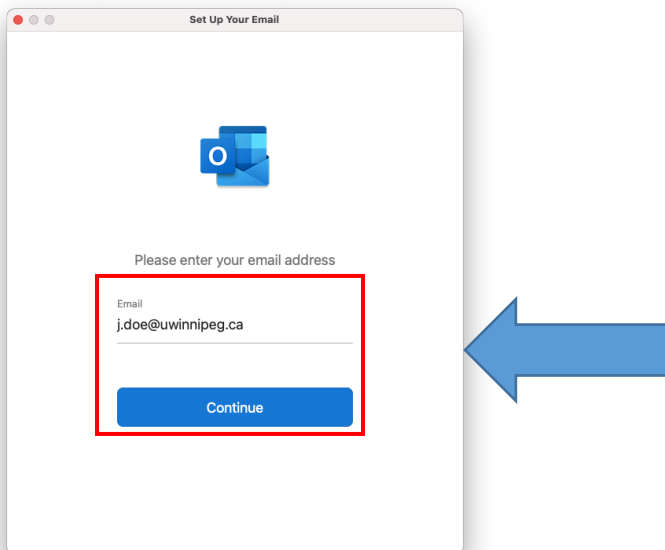 Set Up Your Email
O
Please enter your email address
Email
j.doe@uwinnipeg.ca
Continue